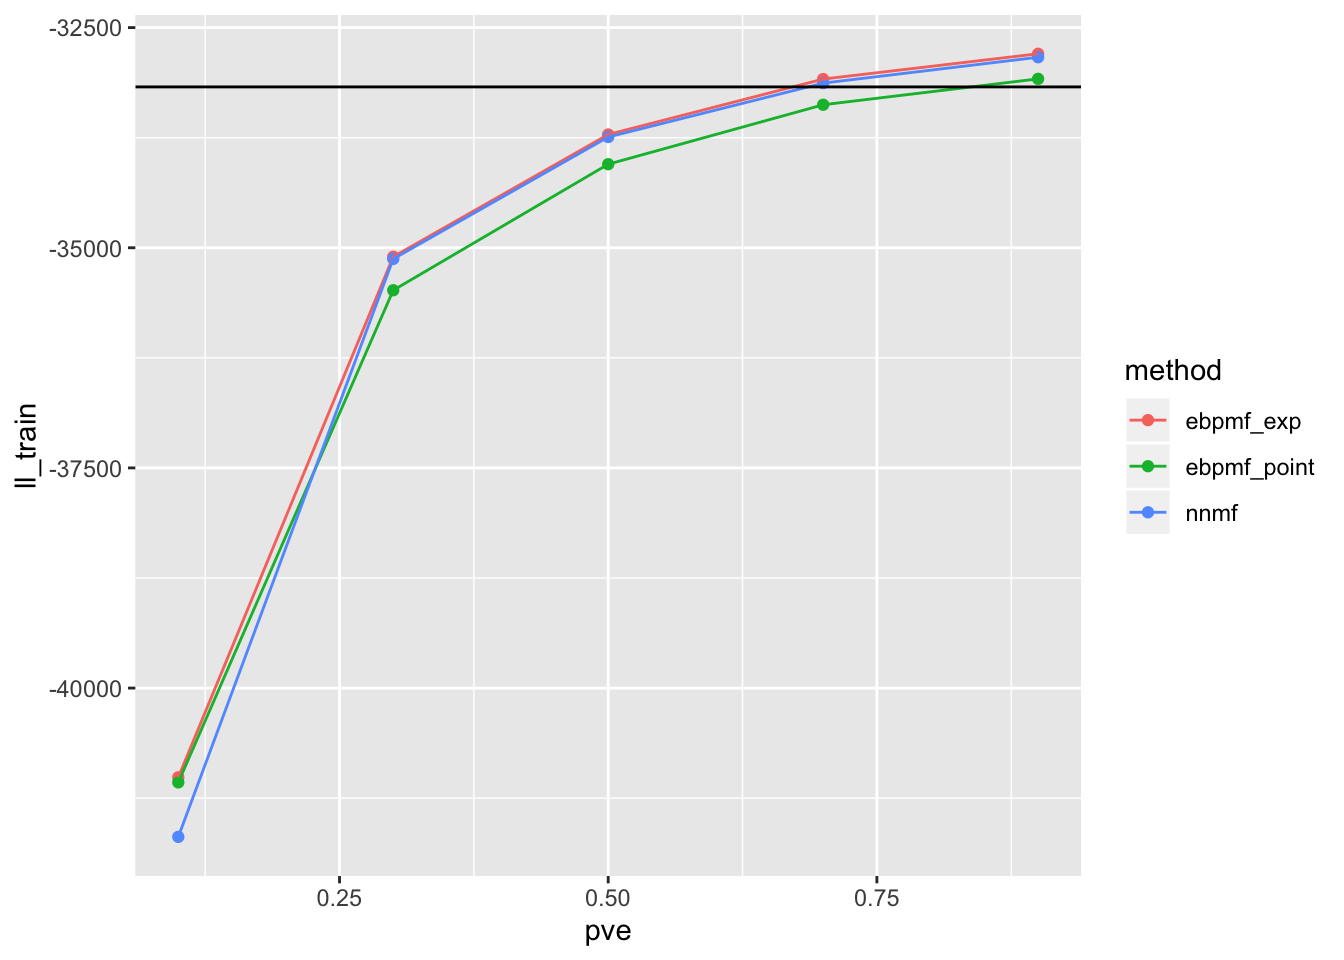 -32500
-35000
-37500
-40000
ll_train
0.25
0.50
0.75
pve
method
ebpmf_exp
ebpmf_point
nnmf